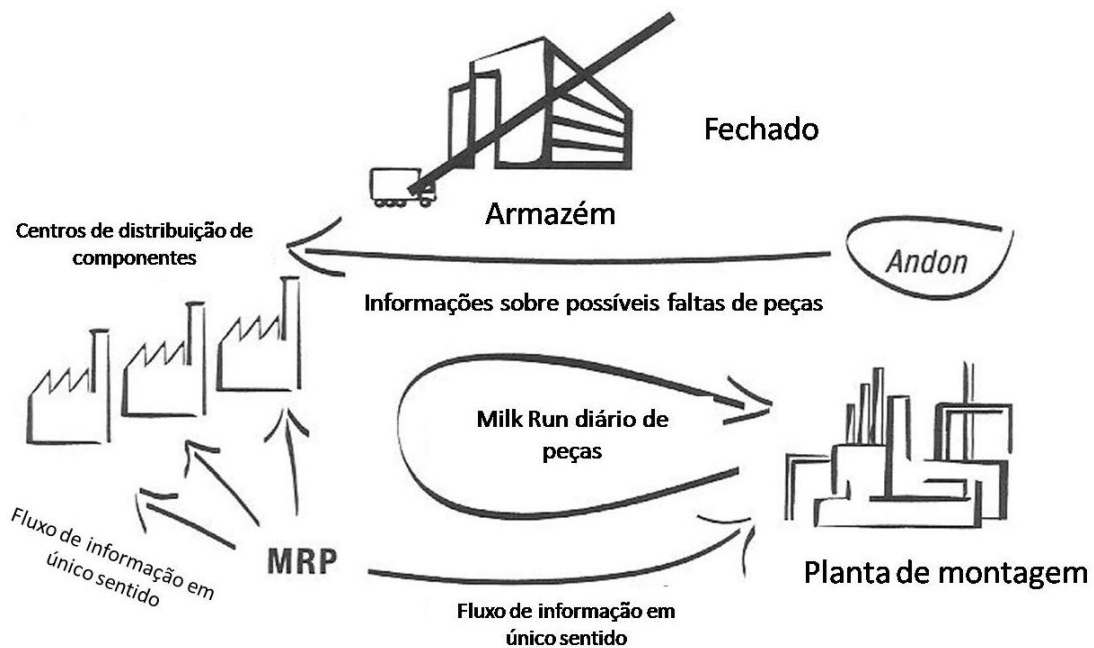 Fechado
Armazém
Centros de distribuição de
componentes
Andon
Informações sobre possíveis faltas de peças
Milk Run diário de
peças
Fluxo de informação em
único sentido
MRP
Planta de montagem
Fluxo de informação em
único sentido